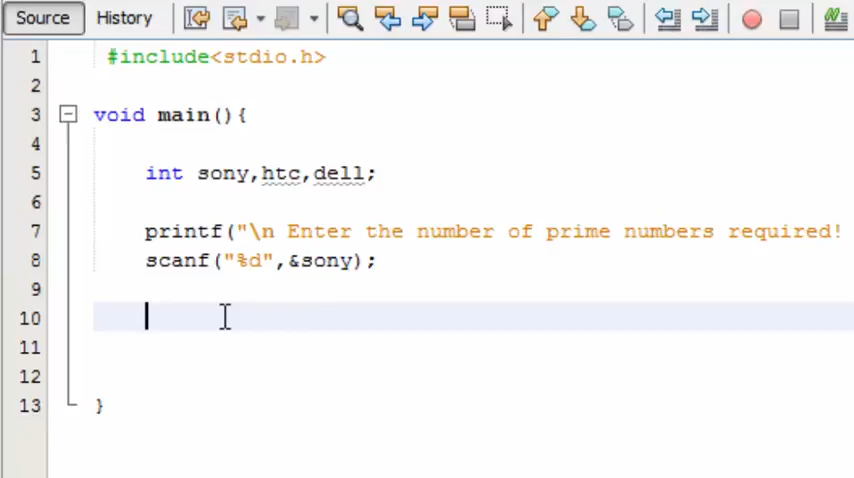 Source History
1 #include<stdio.h>
2
3 void main(){
4
5 int sony,htc,dell;
6
7 printf("\n Enter the number of prime numbers required!
8 scanf("%d",&sony);
9
10
11
12
13 }